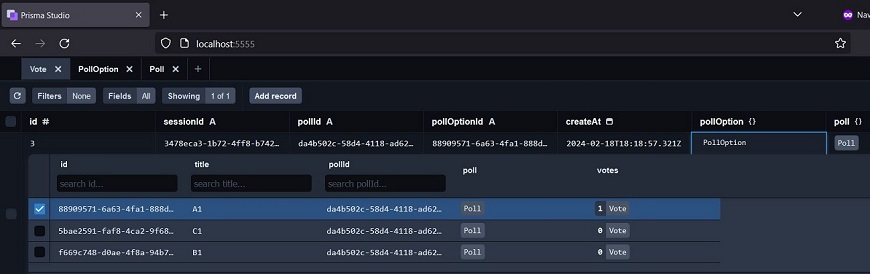 Prisma Studio
Nav
localhost:5555
Vote PollOption Poll
Filters None Fields All Showing 1 of 1 Add record
id # sessionId A pollId A pollOptionId A createAt pollOption {} poll {}
3 3478eca3-1b72-4ff8-b742… da4b502c-58d4-4118-ad62… 88909571-6a63-4fa1-888d… 2024-02-18T18:18:57.321Z PollOption Poll
id title pollId poll votes
search id... search title... search pollId...
88909571-6a63-4fa1-888d… A1 da4b502c-58d4-4118-ad62… Poll 1 Vote
5bae2591-faf8-4ca2-9f68… C1 da4b502c-58d4-4118-ad62… Poll 0 Vote
f669c748-d0ae-4f8a-94b7… B1 da4b502c-58d4-4118-ad62… Poll 0 Vote